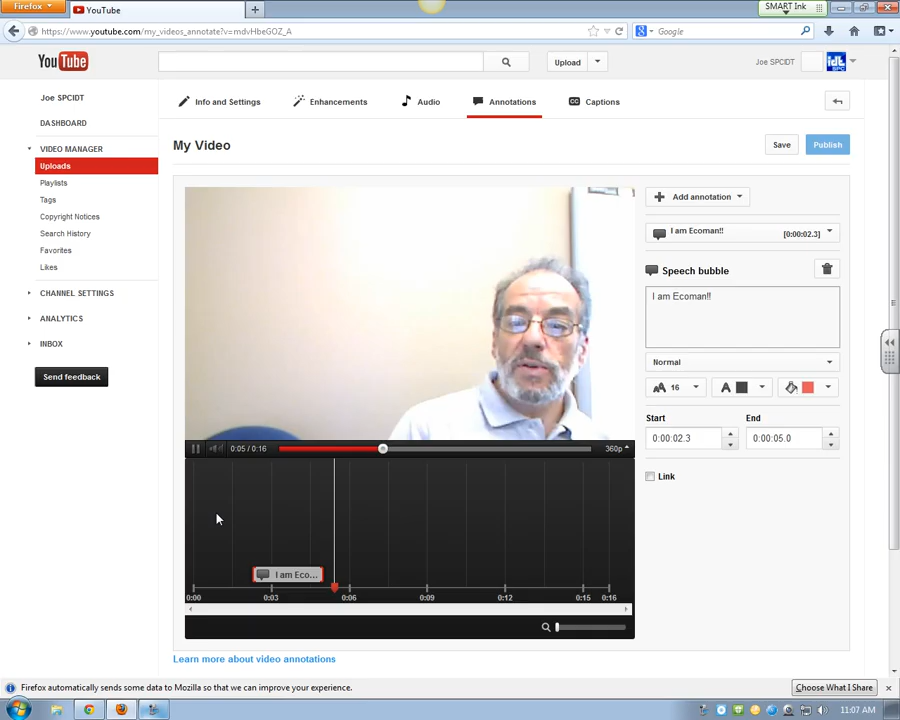 Firefox
YouTube
SMART Ink
https://www.youtube.com/my_videos_annotate?v=mdvHbeGOZ_A
Google
YouTube
Upload
Joe SPCIDT
idt
SPC
Joe SPCIDT
DASHBOARD
VIDEO MANAGER
Uploads
Playlists
Tags
Copyright Notices
Search History
Favorites
Likes
CHANNEL SETTINGS
ANALYTICS
INBOX
Send feedback
Info and Settings
Enhancements
Audio
Annotations
CC Captions
My Video
Save
Publish
Add annotation
I am Ecoman!!
[0:00:02.3]
Speech bubble
I am Ecoman!!
Normal
AA 16
A
Start
End
0:00:02.3
0:00:05.0
Link
0:05 / 0:16
360p
I am Eco...
0:00
0:03
0:06
0:09
0:12
0:15
0:16
Learn more about video annotations
Firefox automatically sends some data to Mozilla so that we can improve your experience.
Choose What I Share
11:07 AM